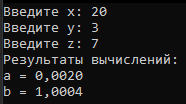 Введите x: 20
Введите y: 3
Введите z: 7
Результаты вычислений:
a = 0,0020
b = 1,0004